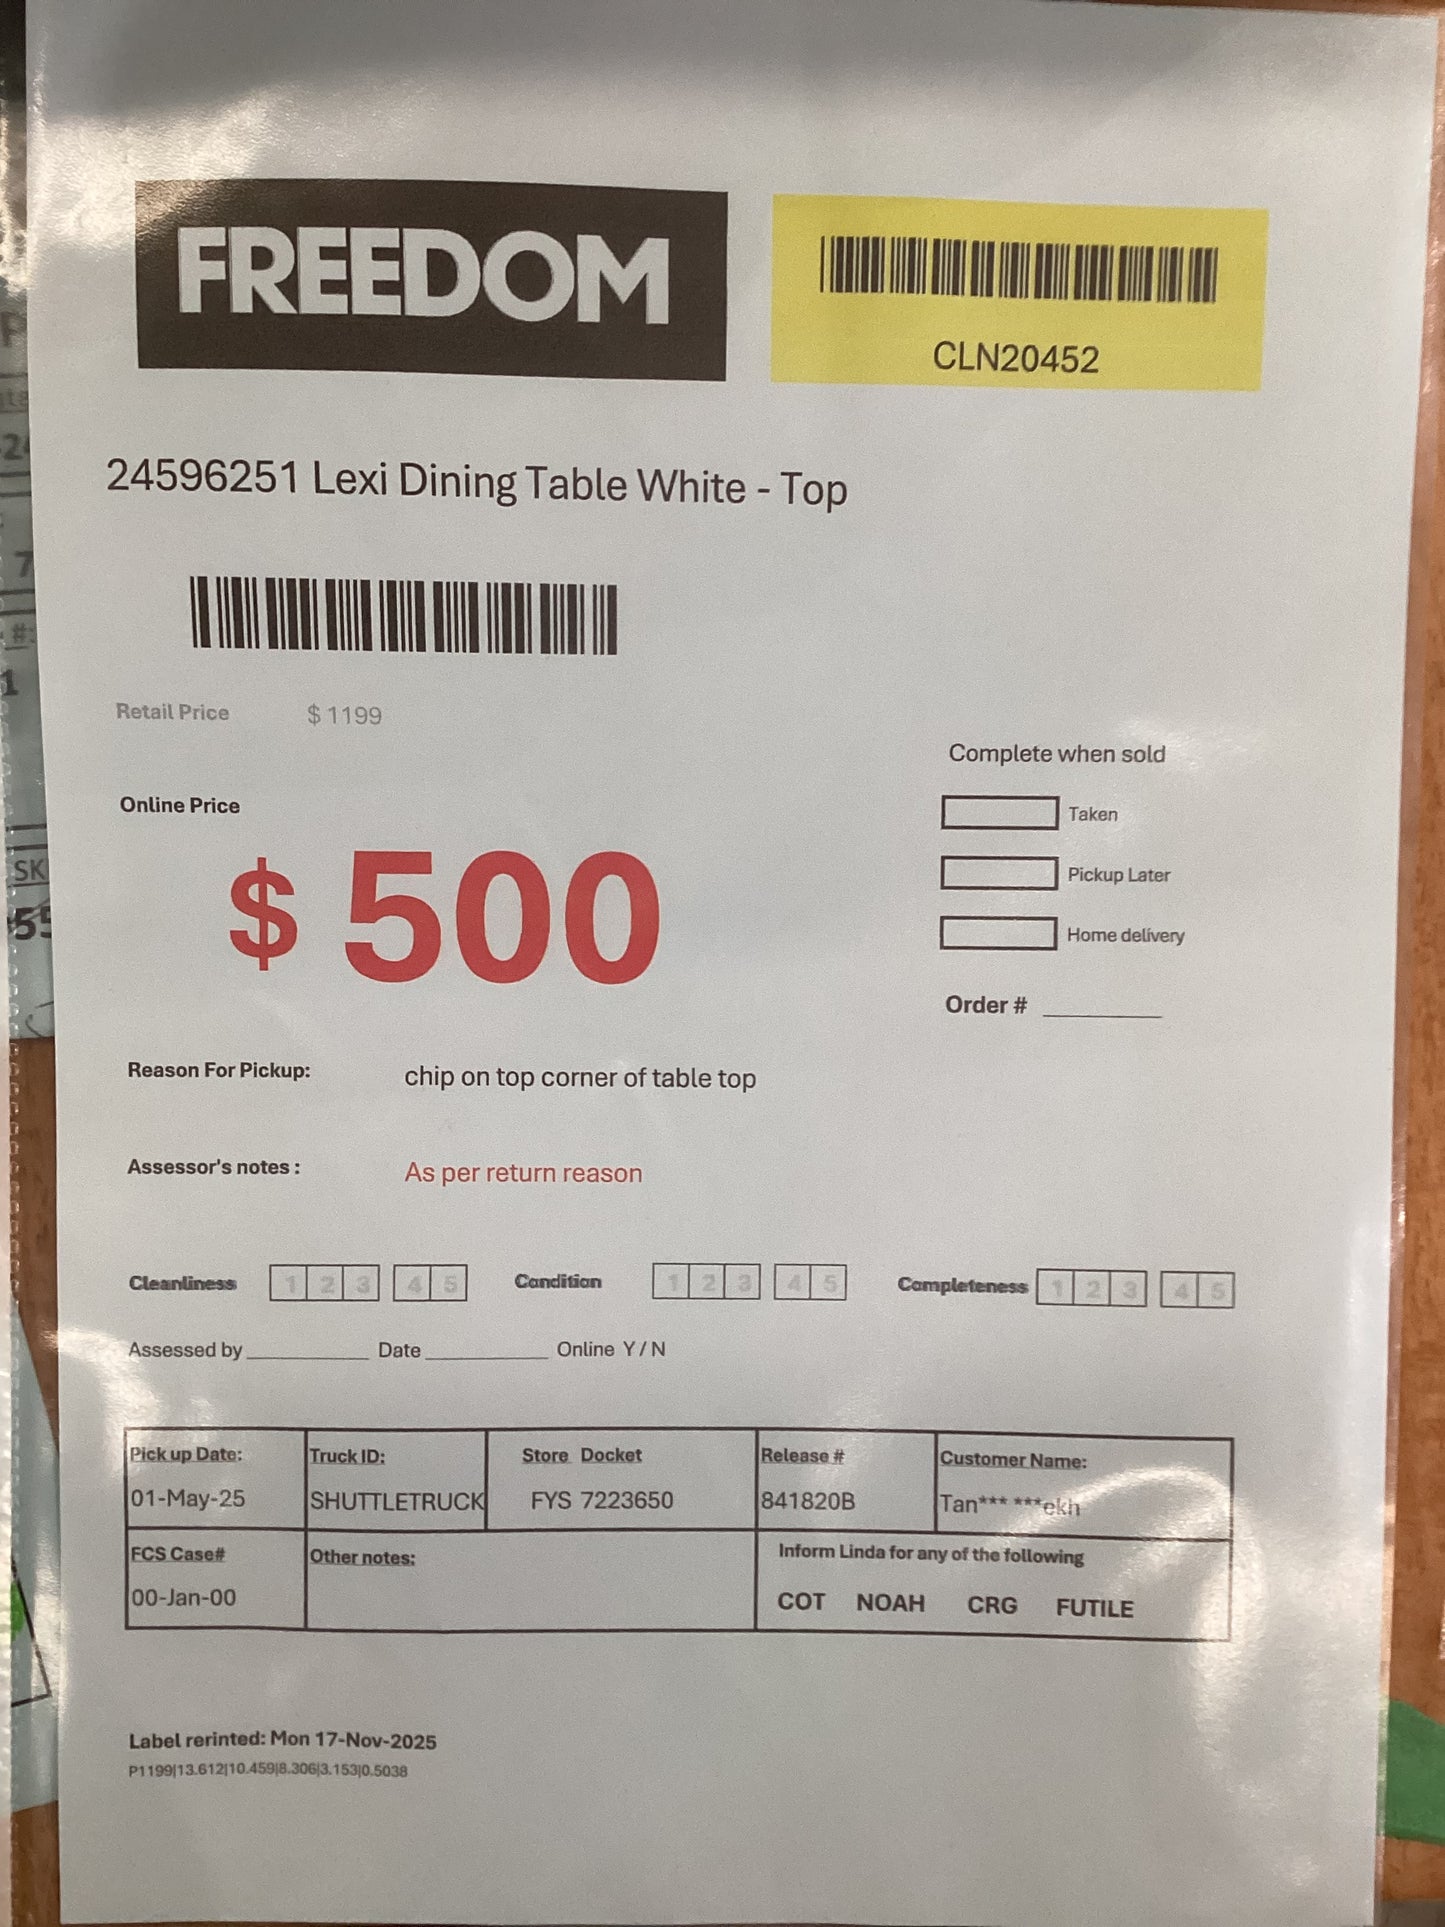 FREEDOM
CLN20452
24596251 Lexi Dining Table White - Top
Retail Price $ 1199
Complete when sold
Online Price
Taken
$ 500
Pickup Later
Home delivery
Order # ________
Reason For Pickup: chip on top corner of table top
Assessor's notes : As per return reason
Cleanliness 1 2 3 4 5 Condition 1 2 3 4 5 Completeness 1 2 3 4 5
Assessed by ________ Date ________ Online Y / N
Pick up Date: Truck ID: Store Docket Release # Customer Name:
01-May-25 SHUTTLETRUCK FYS 7223650 841820B Tan*** ***ekh
FCS Case# Other notes: Inform Linda for any of the following
00-Jan-00 COT NOAH CRG FUTILE
Label rerinted: Mon 17-Nov-2025
P1199|13.612|10.459|8.306|3.153|0.5038